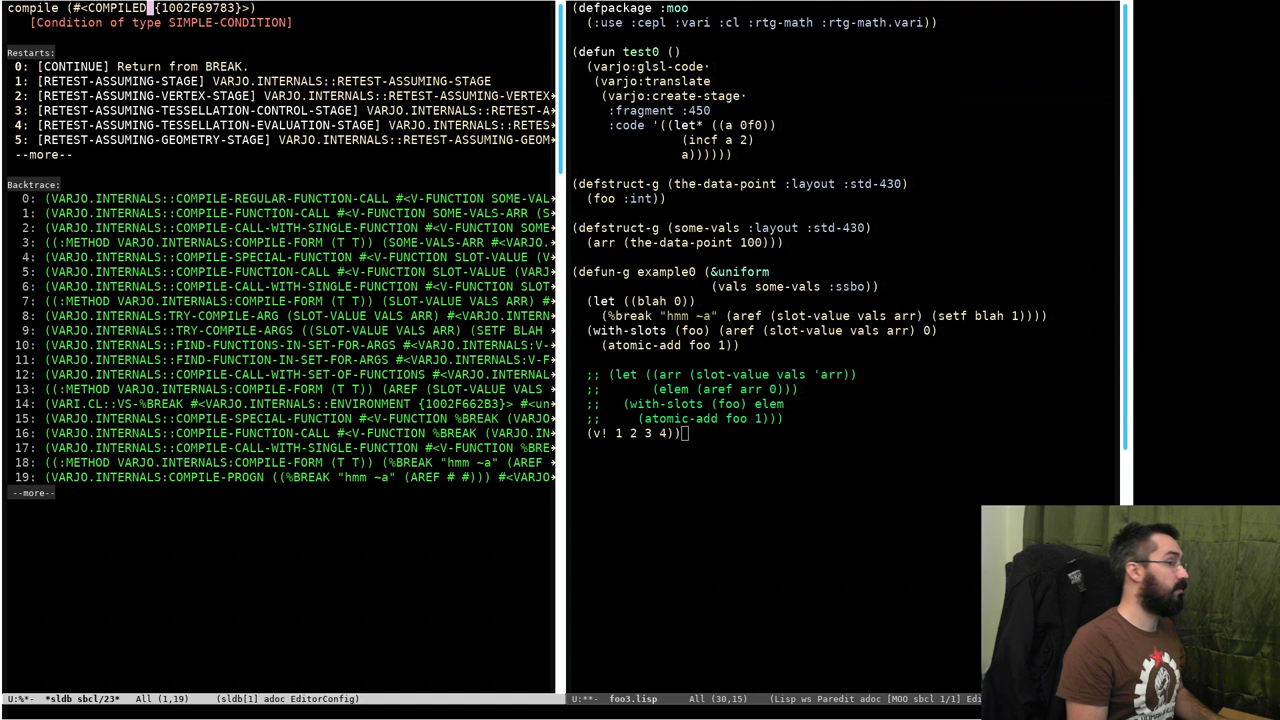 compile (#<COMPILED {1002F69783}>)
[Condition of type SIMPLE-CONDITION]
Restarts:
0: [CONTINUE] Return from BREAK.
1: [RETEST-ASSUMING-STAGE] VARJO.INTERNALS::RETEST-ASSUMING-STAGE
2: [RETEST-ASSUMING-VERTEX-STAGE] VARJO.INTERNALS::RETEST-ASSUMING-VERTEX
3: [RETEST-ASSUMING-TESSELLATION-CONTROL-STAGE] VARJO.INTERNALS::RETEST-A
4: [RETEST-ASSUMING-TESSELLATION-EVALUATION-STAGE] VARJO.INTERNALS::RETES
5: [RETEST-ASSUMING-GEOMETRY-STAGE] VARJO.INTERNALS::RETEST-ASSUMING-GEOM
--more--
Backtrace:
0: (VARJO.INTERNALS::COMPILE-REGULAR-FUNCTION-CALL #<V-FUNCTION SOME-VAL
1: (VARJO.INTERNALS::COMPILE-FUNCTION-CALL #<V-FUNCTION SOME-VALS-ARR (S
2: (VARJO.INTERNALS::COMPILE-CALL-WITH-SINGLE-FUNCTION #<V-FUNCTION SOME
3: ((:METHOD VARJO.INTERNALS:COMPILE-FORM (T T)) (SOME-VALS-ARR #<VARJO.
4: (VARJO.INTERNALS::COMPILE-SPECIAL-FUNCTION #<V-FUNCTION SLOT-VALUE (V
5: (VARJO.INTERNALS::COMPILE-FUNCTION-CALL #<V-FUNCTION SLOT-VALUE (VARJ
6: (VARJO.INTERNALS::COMPILE-CALL-WITH-SINGLE-FUNCTION #<V-FUNCTION SLOT
7: ((:METHOD VARJO.INTERNALS:COMPILE-FORM (T T)) (SLOT-VALUE VALS ARR) #
8: (VARJO.INTERNALS:TRY-COMPILE-ARG (SLOT-VALUE VALS ARR) #<VARJO.INTERN
9: (VARJO.INTERNALS::TRY-COMPILE-ARGS ((SLOT-VALUE VALS ARR) (SETF BLAH
10: (VARJO.INTERNALS::FIND-FUNCTIONS-IN-SET-FOR-ARGS #<VARJO.INTERNALS:V-
11: (VARJO.INTERNALS::FIND-FUNCTION-IN-SET-FOR-ARGS #<VARJO.INTERNALS:V-F
12: (VARJO.INTERNALS::COMPILE-CALL-WITH-SET-OF-FUNCTIONS #<VARJO.INTERNAL
13: ((:METHOD VARJO.INTERNALS:COMPILE-FORM (T T)) (AREF (SLOT-VALUE VALS
14: (VARI.CL::VS-%BREAK #<VARJO.INTERNALS::ENVIRONMENT {1002F662B3}> #<un
15: (VARJO.INTERNALS::COMPILE-SPECIAL-FUNCTION #<V-FUNCTION %BREAK (VARJO
16: (VARJO.INTERNALS::COMPILE-FUNCTION-CALL #<V-FUNCTION %BREAK (VARJO.IN
17: (VARJO.INTERNALS::COMPILE-CALL-WITH-SINGLE-FUNCTION #<V-FUNCTION %BRE
18: ((:METHOD VARJO.INTERNALS:COMPILE-FORM (T T)) (%BREAK "hmm ~a" (AREF
19: (VARJO.INTERNALS:COMPILE-PROGN ((%BREAK "hmm ~a" (AREF # #))) #<VARJO
--more--
U:%*- *sldb sbcl/23* All (1,19) (sldb[1] adoc EditorConfig)
(defpackage :moo
(:use :cepl :vari :cl :rtg-math :rtg-math.vari))
(defun test0 ()
(varjo:glsl-code·
(varjo:translate
(varjo:create-stage·
:fragment :450
:code '((let* ((a 0f0))
(incf a 2)
a))))))
(defstruct-g (the-data-point :layout :std-430)
(foo :int))
(defstruct-g (some-vals :layout :std-430)
(arr (the-data-point 100)))
(defun-g example0 (&uniform
(vals some-vals :ssbo))
(let ((blah 0))
(%break "hmm ~a" (aref (slot-value vals arr) (setf blah 1))))
(with-slots (foo) (aref (slot-value vals arr) 0)
(atomic-add foo 1))
;; (let ((arr (slot-value vals 'arr))
;; (elem (aref arr 0)))
;; (with-slots (foo) elem
;; (atomic-add foo 1)))
(v! 1 2 3 4))
U:**- foo3.lisp All (30,15) (Lisp ws Paredit adoc [MOO sbcl 1/1] Edi